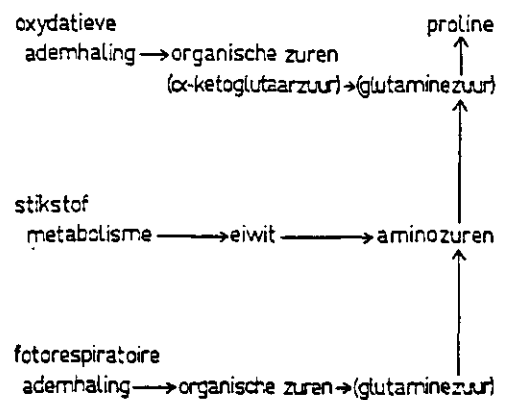 oxydatieve proline
ademhaling → organische zuren
(α-ketoglutaarzuur) → (glutaminezuur)
stikstof
metabolisme → eiwit → aminozuren
fotorespiratoire
ademhaling → organische zuren → (glutaminezuur)